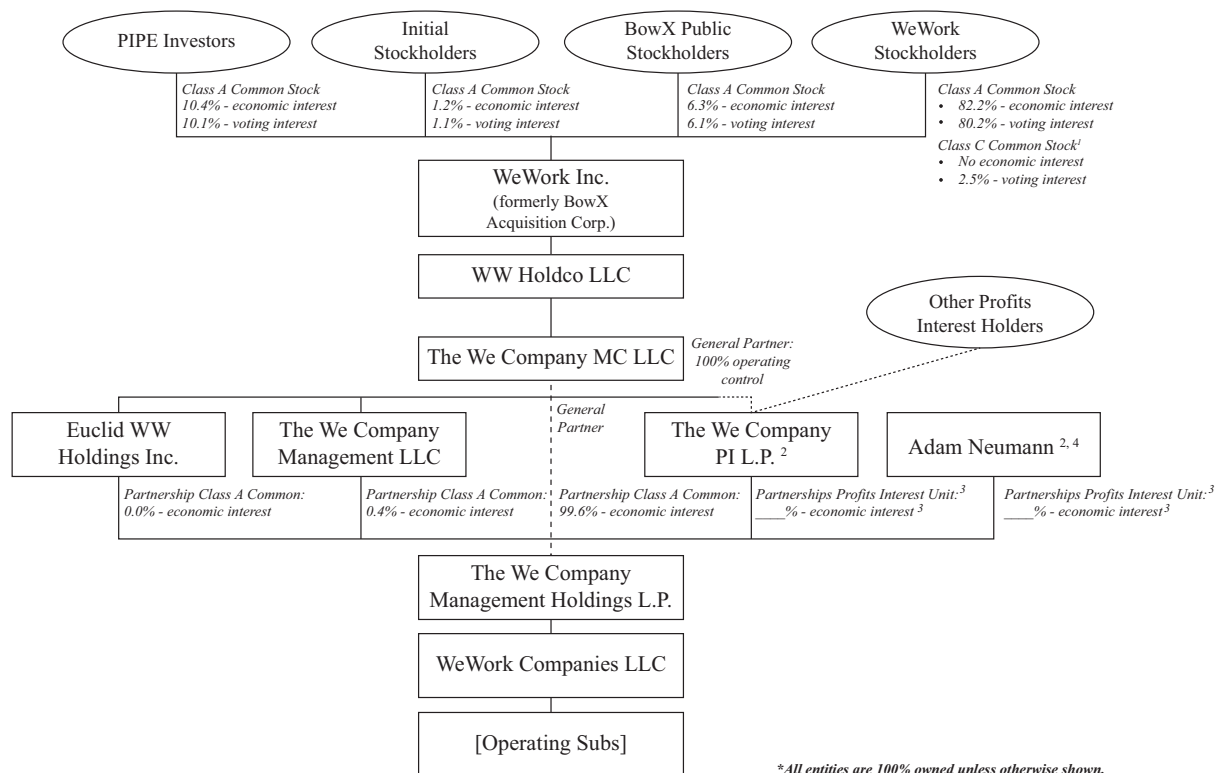 PIPE Investors
Initial
Stockholders
BowX Public
Stockholders
WeWork
Stockholders
Class A Common Stock
10.4% - economic interest
10.1% - voting interest
Class A Common Stock
1.2% - economic interest
1.1% - voting interest
Class A Common Stock
6.3% - economic interest
6.1% - voting interest
Class A Common Stock
• 82.2% - economic interest
• 80.2% - voting interest
Class C Common Stock¹
• No economic interest
• 2.5% - voting interest
WeWork Inc.
(formerly BowX
Acquisition Corp.)
WW Holdco LLC
Other Profits
Interest Holders
The We Company MC LLC
General Partner:
100% operating
control
General
Partner
Euclid WW
Holdings Inc.
The We Company
Management LLC
The We Company
PI L.P. ²
Adam Neumann ²˒ ⁴
Partnership Class A Common:
0.0% - economic interest
Partnership Class A Common:
0.4% - economic interest
Partnership Class A Common:
99.6% - economic interest
Partnerships Profits Interest Unit:³
____% - economic interest ³
Partnerships Profits Interest Unit:³
____% - economic interest³
The We Company
Management Holdings L.P.
WeWork Companies LLC
[Operating Subs]
*All entities are 100% owned unless otherwise shown.